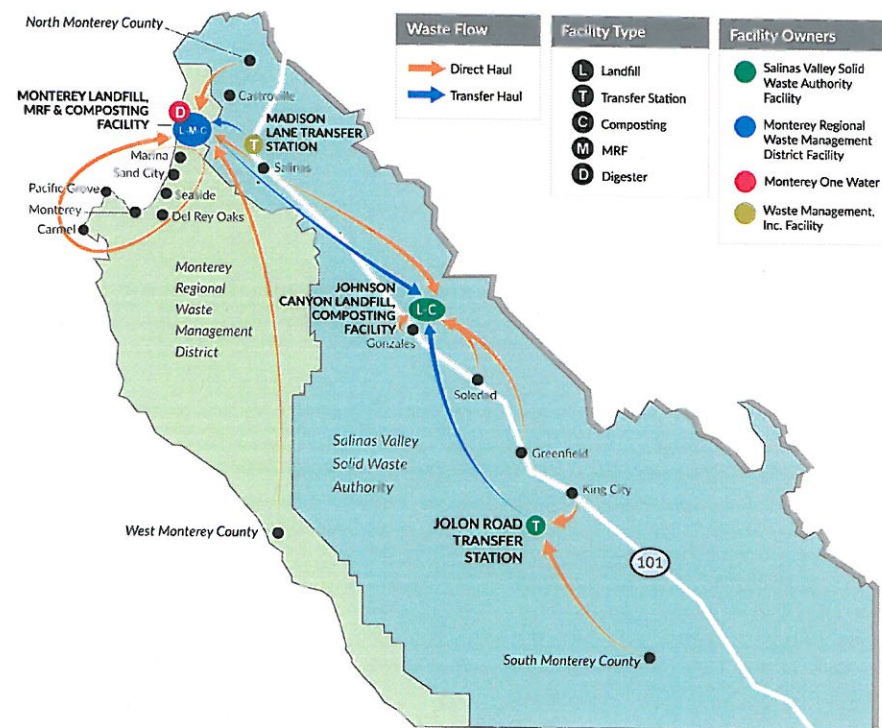 North Monterey County
Waste Flow
Direct Haul
Transfer Haul
Facility Type
L Landfill
T Transfer Station
C Composting
M MRF
D Digester
Facility Owners
Salinas Valley Solid
Waste Authority
Facility
Monterey Regional
Waste Management
District Facility
Monterey One Water
Waste Management,
Inc. Facility
MONTEREY LANDFILL,
MRF & COMPOSTING
FACILITY
D
L-M-C
Castroville
MADISON
LANE TRANSFER
STATION
T
Salinas
Marina
Sand City
Seaside
Pacific Grove
Monterey
Del Rey Oaks
Carmel
Monterey
Regional
Waste
Management
District
JOHNSON
CANYON LANDFILL,
COMPOSTING
FACILITY
L-C
Gonzales
Soledad
Greenfield
Salinas Valley
Solid Waste
Authority
King City
JOLON ROAD
TRANSFER
STATION
T
West Monterey County
101
South Monterey County